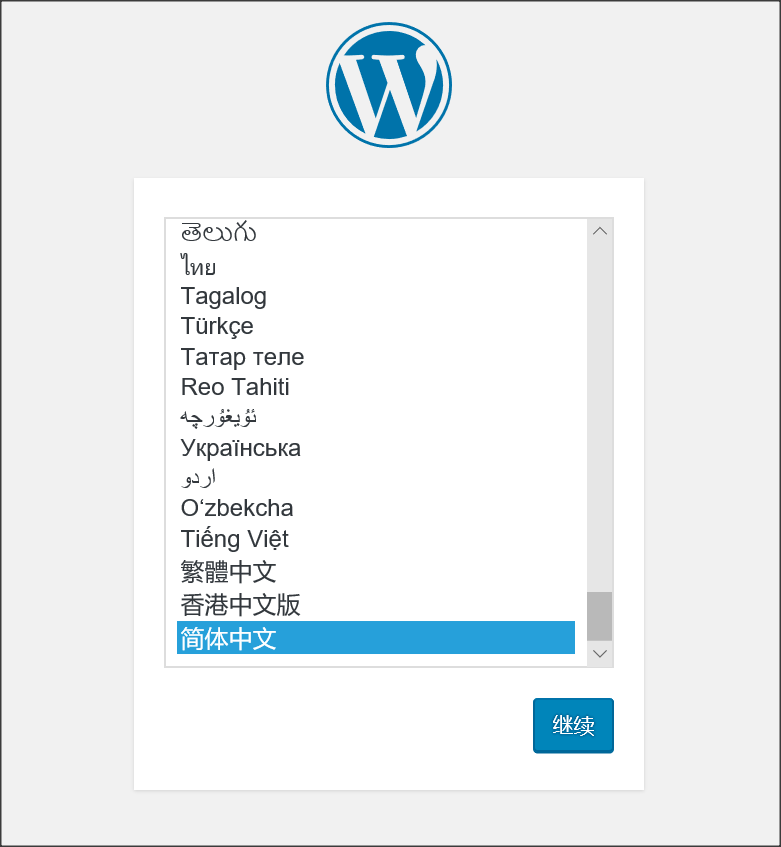 తెలుగు
ไทย
Tagalog
Türkçe
Татар теле
Reo Tahiti
ئۇيغۇرچە
Українська
اردو
O‘zbekcha
Tiếng Việt
繁體中文
香港中文版
简体中文
继续